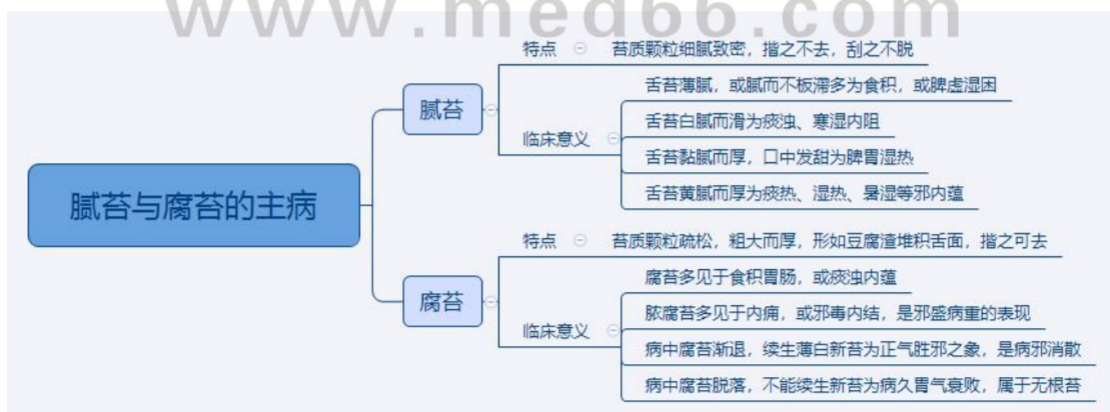 www.med66.com
腻苔与腐苔的主病
腻苔
特点
苔质颗粒细腻致密，揩之不去，刮之不脱
临床意义
舌苔薄腻，或腻而不板滞多为食积，或脾虚湿困
舌苔白腻而滑为痰浊、寒湿内阻
舌苔黏腻而厚，口中发甜为脾胃湿热
舌苔黄腻而厚为痰热、湿热、暑湿等邪内蕴
腐苔
特点
苔质颗粒疏松，粗大而厚，形如豆腐渣堆积舌面，揩之可去
临床意义
腐苔多见于食积胃肠，或痰浊内蕴
脓腐苔多见于内痈，或邪毒内结，是邪盛病重的表现
病中腐苔渐退，续生薄白新苔为正气胜邪之象，是病邪消散
病中腐苔脱落，不能续生新苔为病久胃气衰败，属于无根苔